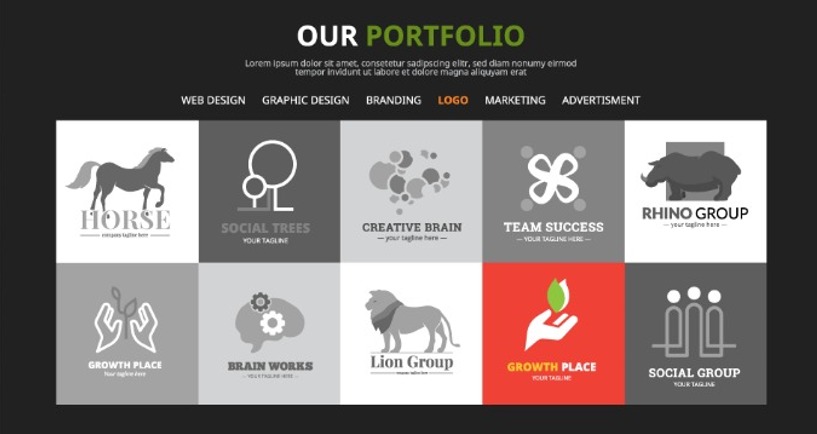 OUR PORTFOLIO
Lorem ipsum dolor sit amet, consetetur sadipscing elitr, sed diam nonumy eirmod
tempor invidunt ut labore et dolore magna aliquyam erat
WEB DESIGN GRAPHIC DESIGN BRANDING LOGO MARKETING ADVERTISMENT
HORSE
company tagline here
SOCIAL TREES
YOUR TAGLINE
CREATIVE BRAIN
— your tagline here —
TEAM SUCCESS
— YOUR TAGLINE HERE —
RHINO GROUP
— your tagline here —
GROWTH PLACE
Your tagline here
BRAIN WORKS
— YOUR TAGLINE HERE —
Lion Group
tagline here
GROWTH PLACE
YOUR TAGLINE
SOCIAL GROUP
YOUR TAGLINE